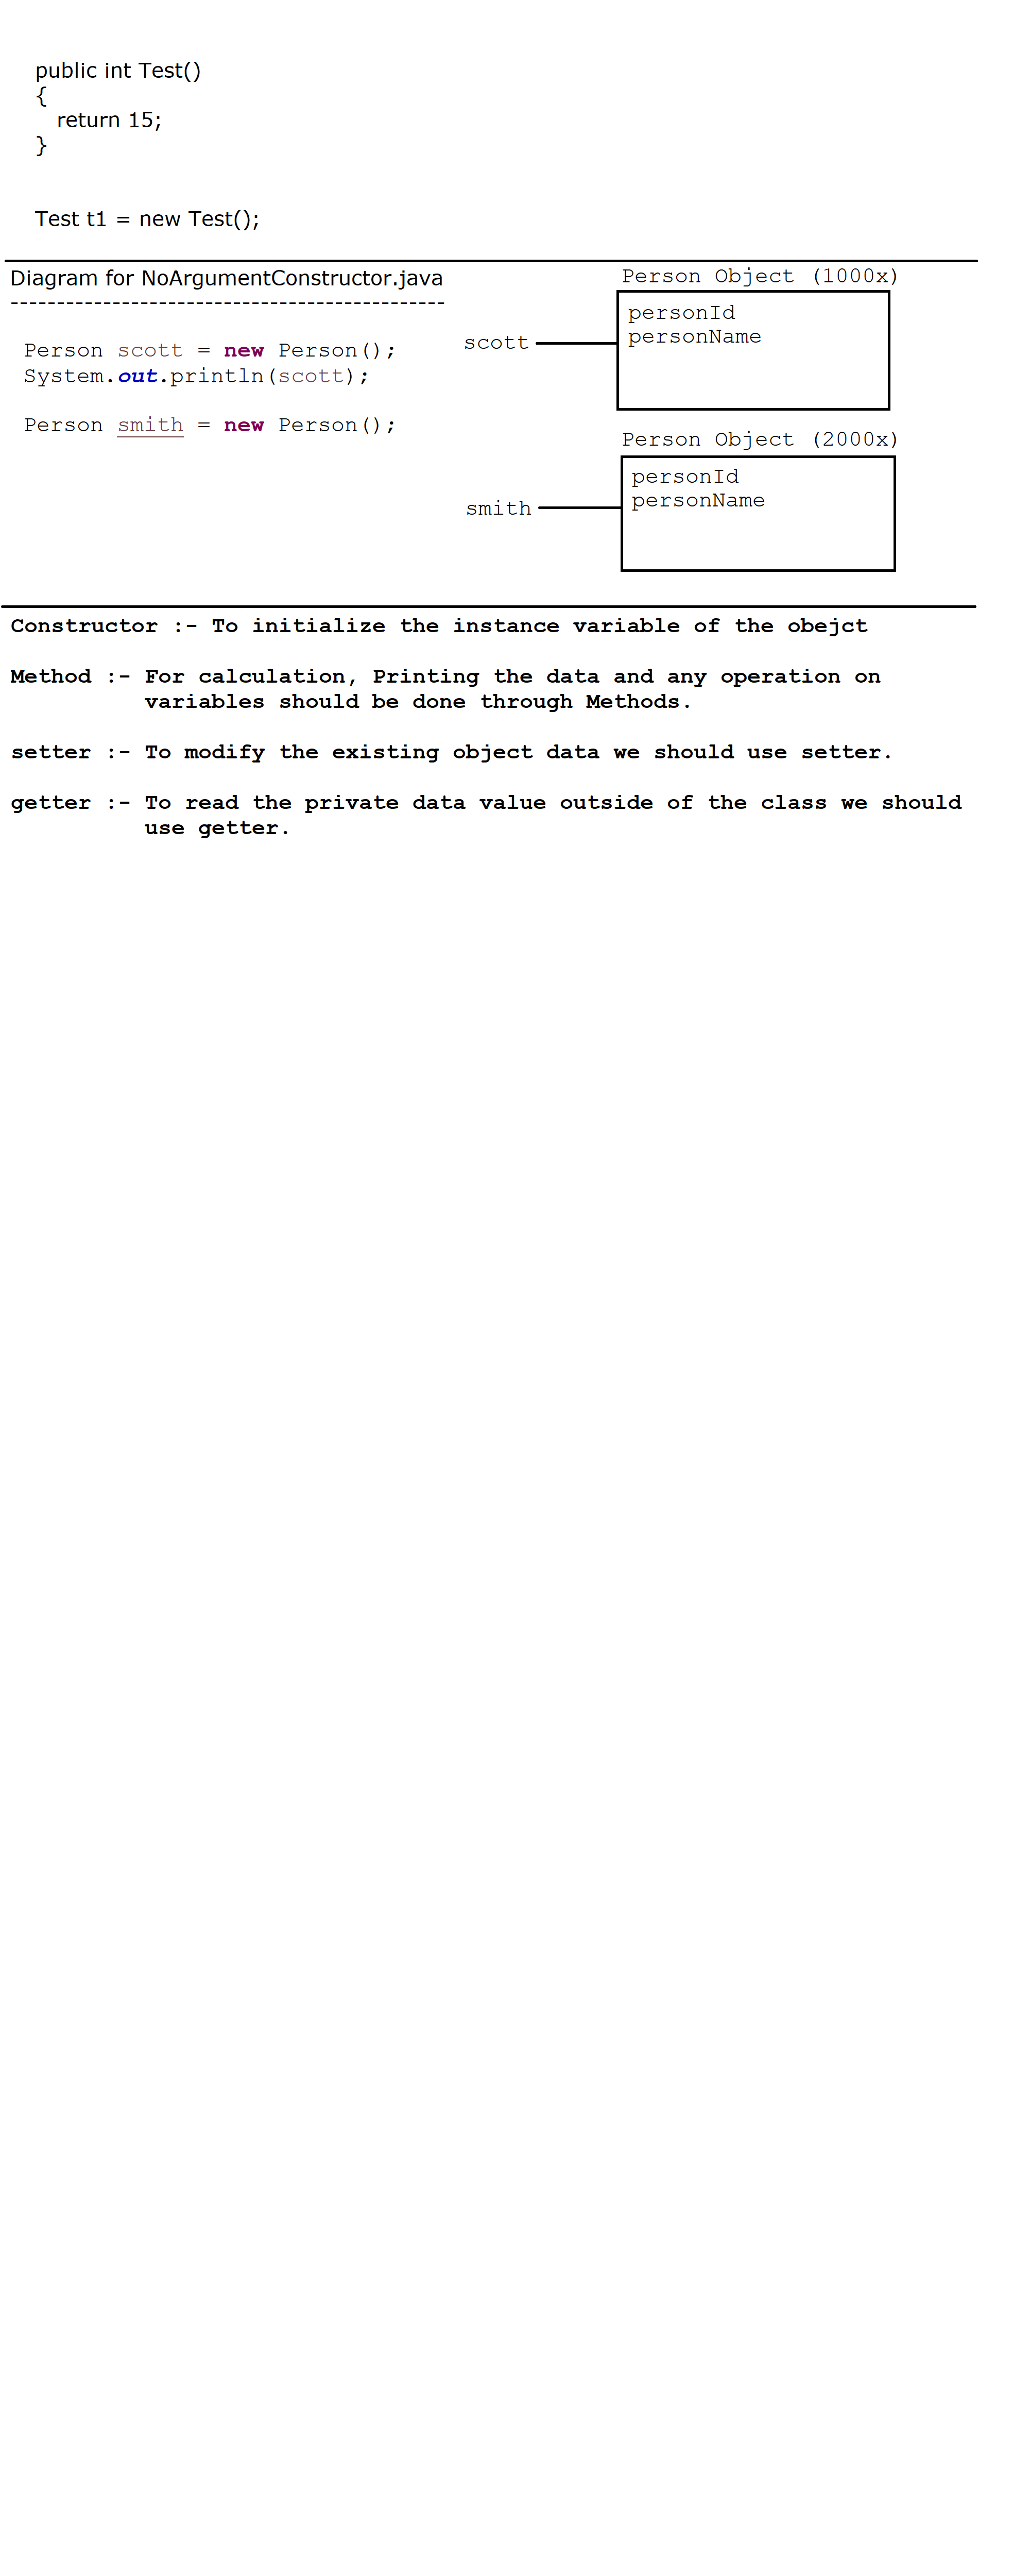 public int Test()
{
return 15;
}
Test t1 = new Test();
Diagram for NoArgumentConstructor.java
-----------------------------------------------
Person scott = new Person();
System.out.println(scott);
Person smith = new Person();
Person Object (1000x)
personId
personName
scott
Person Object (2000x)
personId
personName
smith
Constructor :- To initialize the instance variable of the obejct
Method :- For calculation, Printing the data and any operation on
variables should be done through Methods.
setter :- To modify the existing object data we should use setter.
getter :- To read the private data value outside of the class we should
use getter.